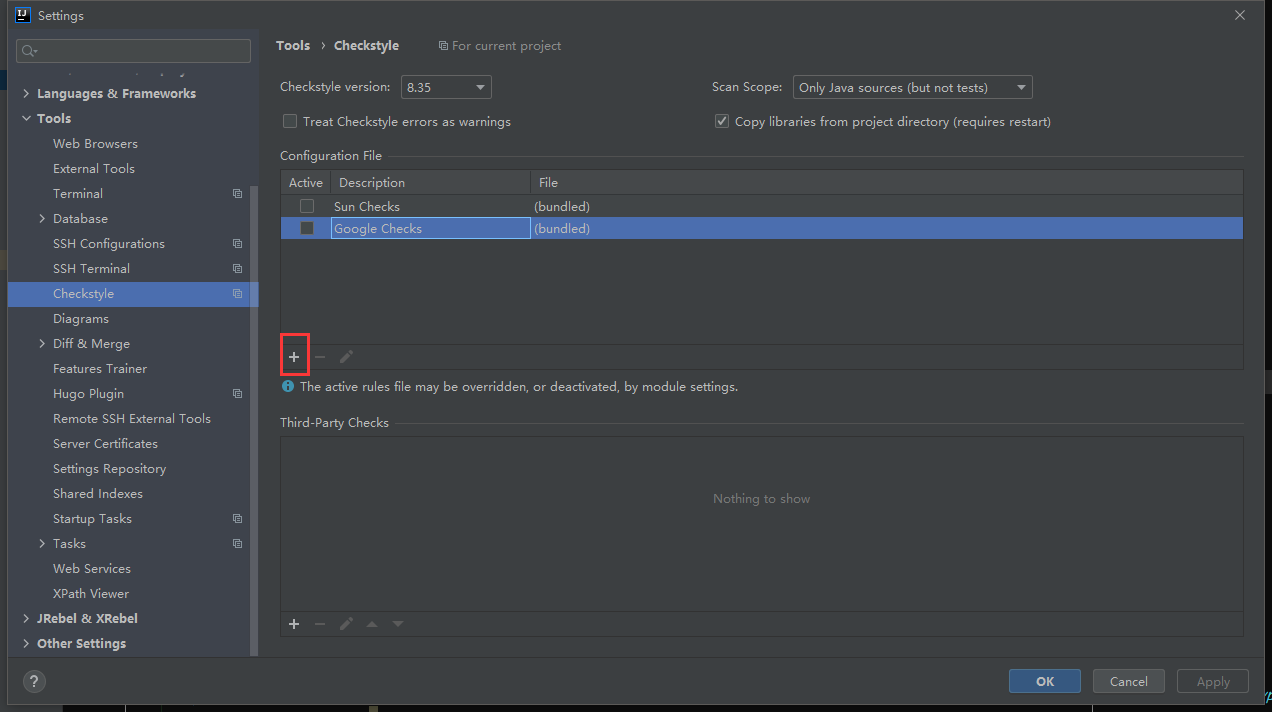 Settings
Tools › Checkstyle For current project
Languages & Frameworks
Tools
Web Browsers
External Tools
Terminal
Database
SSH Configurations
SSH Terminal
Checkstyle
Diagrams
Diff & Merge
Features Trainer
Hugo Plugin
Remote SSH External Tools
Server Certificates
Settings Repository
Shared Indexes
Startup Tasks
Tasks
Web Services
XPath Viewer
JRebel & XRebel
Other Settings
Checkstyle version: 8.35 Scan Scope: Only Java sources (but not tests)
Treat Checkstyle errors as warnings Copy libraries from project directory (requires restart)
Configuration File
Active Description File
Sun Checks (bundled)
Google Checks (bundled)
The active rules file may be overridden, or deactivated, by module settings.
Third-Party Checks
Nothing to show
? OK Cancel Apply